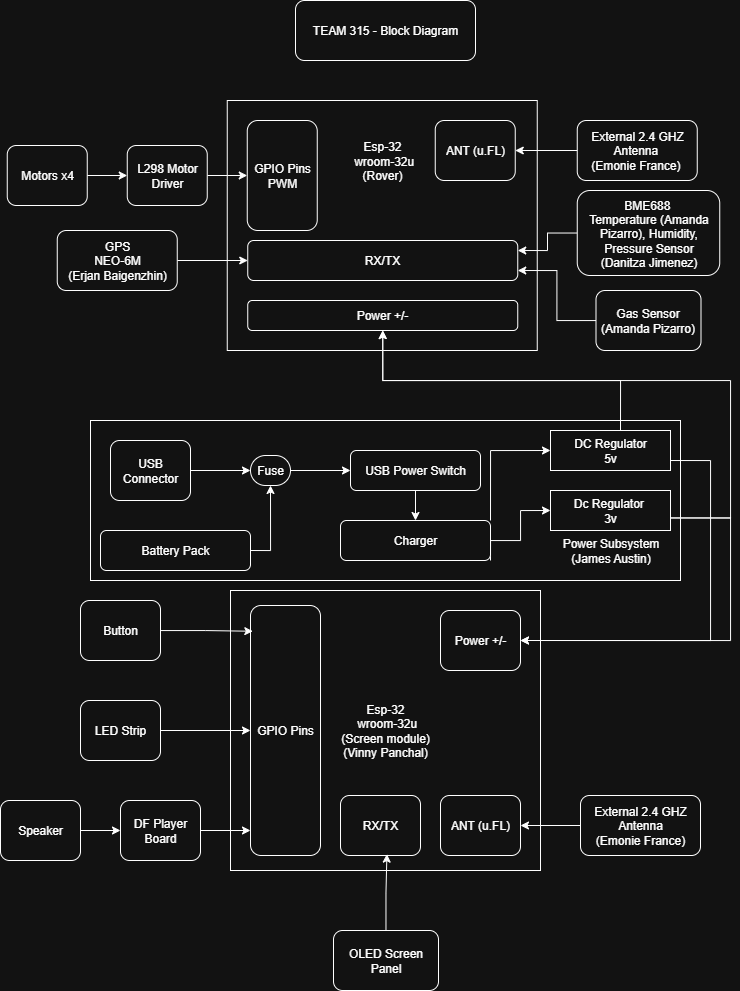 TEAM 315 - Block Diagram
Motors x4
L298 Motor
Driver
GPIO Pins
PWM
Esp-32
wroom-32u
(Rover)
ANT (u.FL)
External 2.4 GHZ
Antenna
(Emonie France)
GPS
NEO-6M
(Erjan Baigenzhin)
RX/TX
BME688
Temperature (Amanda
Pizarro), Humidity,
Pressure Sensor
(Danitza Jimenez)
Power +/-
Gas Sensor
(Amanda Pizarro)
USB
Connector
Fuse
USB Power Switch
DC Regulator
5v
Battery Pack
Charger
Dc Regulator
3v
Power Subsystem
(James Austin)
Button
LED Strip
Speaker
DF Player
Board
GPIO Pins
Esp-32
wroom-32u
(Screen module)
(Vinny Panchal)
Power +/-
RX/TX
ANT (u.FL)
External 2.4 GHZ
Antenna
(Emonie France)
OLED Screen
Panel